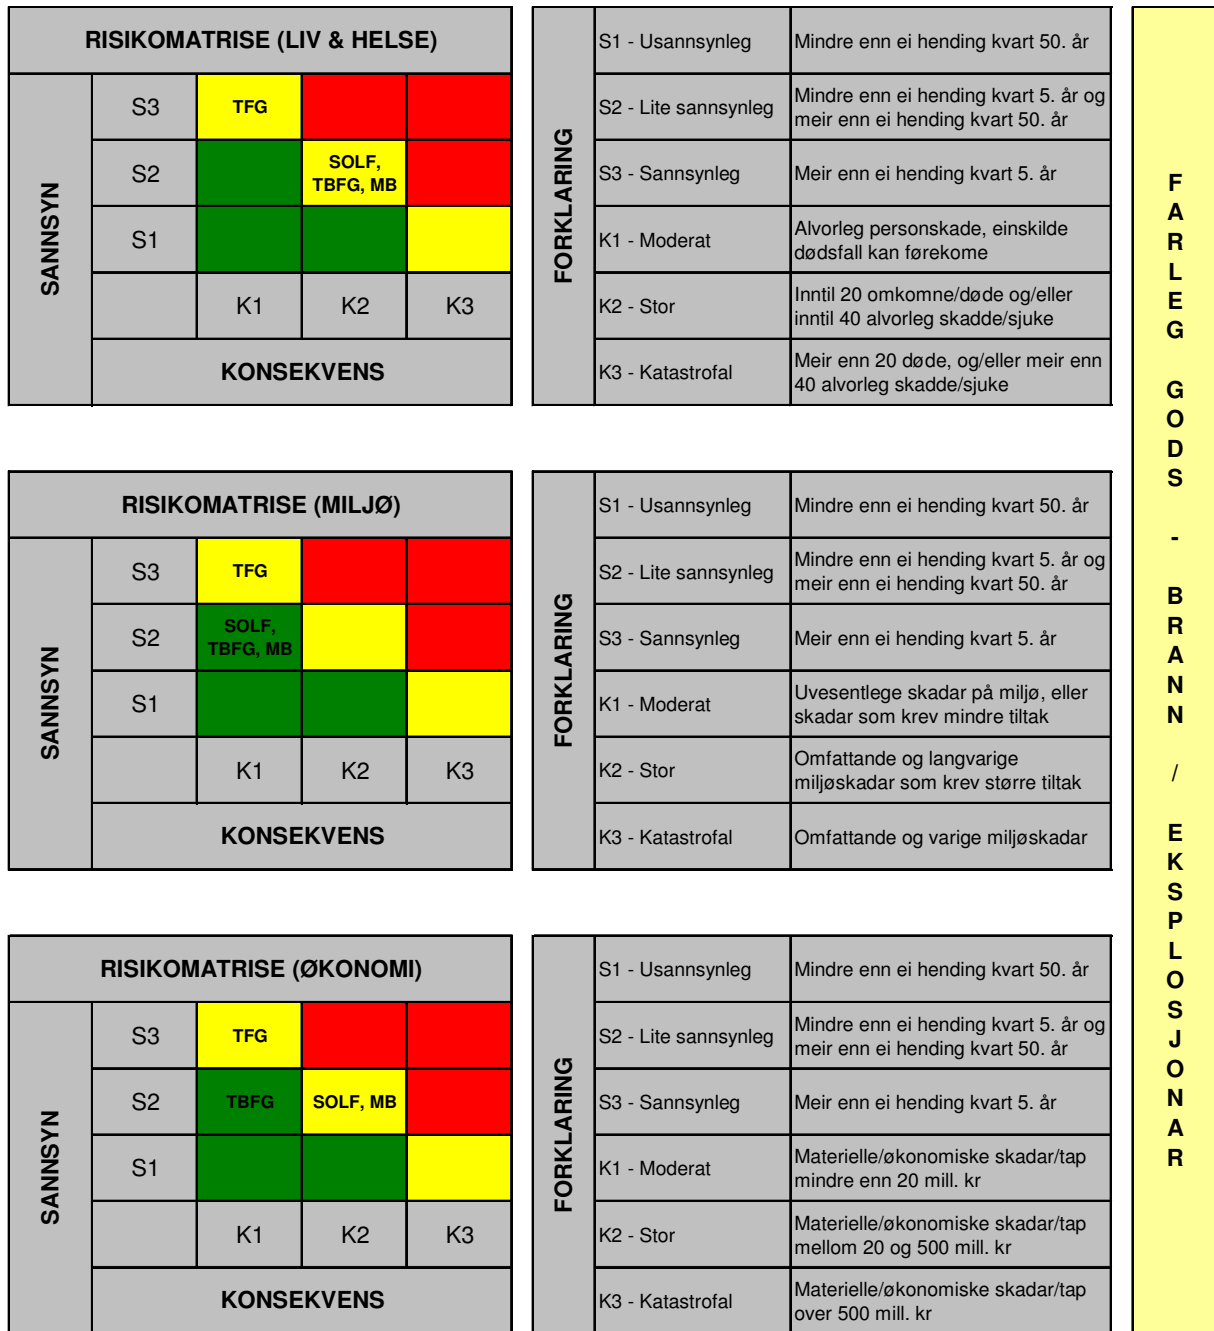 RISIKOMATRISE (LIV & HELSE)
SANNSYN
S3
TFG
S2
SOLF,
TBFG, MB
S1
K1
K2
K3
KONSEKVENS
FORKLARING
S1 - Usannsynleg
Mindre enn ei hending kvart 50. år
S2 - Lite sannsynleg
Mindre enn ei hending kvart 5. år og
meir enn ei hending kvart 50. år
S3 - Sannsynleg
Meir enn ei hending kvart 5. år
K1 - Moderat
Alvorleg personskade, einskilde
dødsfall kan førekome
K2 - Stor
Inntil 20 omkomne/døde og/eller
inntil 40 alvorleg skadde/sjuke
K3 - Katastrofal
Meir enn 20 døde, og/eller meir enn
40 alvorleg skadde/sjuke
RISIKOMATRISE (MILJØ)
SANNSYN
S3
TFG
S2
SOLF,
TBFG, MB
S1
K1
K2
K3
KONSEKVENS
FORKLARING
S1 - Usannsynleg
Mindre enn ei hending kvart 50. år
S2 - Lite sannsynleg
Mindre enn ei hending kvart 5. år og
meir enn ei hending kvart 50. år
S3 - Sannsynleg
Meir enn ei hending kvart 5. år
K1 - Moderat
Uvesentlege skadar på miljø, eller
skadar som krev mindre tiltak
K2 - Stor
Omfattande og langvarige
miljøskadar som krev større tiltak
K3 - Katastrofal
Omfattande og varige miljøskadar
RISIKOMATRISE (ØKONOMI)
SANNSYN
S3
TFG
S2
TBFG
SOLF, MB
S1
K1
K2
K3
KONSEKVENS
FORKLARING
S1 - Usannsynleg
Mindre enn ei hending kvart 50. år
S2 - Lite sannsynleg
Mindre enn ei hending kvart 5. år og
meir enn ei hending kvart 50. år
S3 - Sannsynleg
Meir enn ei hending kvart 5. år
K1 - Moderat
Materielle/økonomiske skadar/tap
mindre enn 20 mill. kr
K2 - Stor
Materielle/økonomiske skadar/tap
mellom 20 og 500 mill. kr
K3 - Katastrofal
Materielle/økonomiske skadar/tap
over 500 mill. kr
FARLEG GODS - BRANN / EKSPLOSJONAR